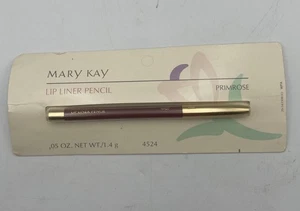 MARY KAY
LIP LINER PENCIL PRIMROSE
.05 OZ. NET WT./1.4 g 4524